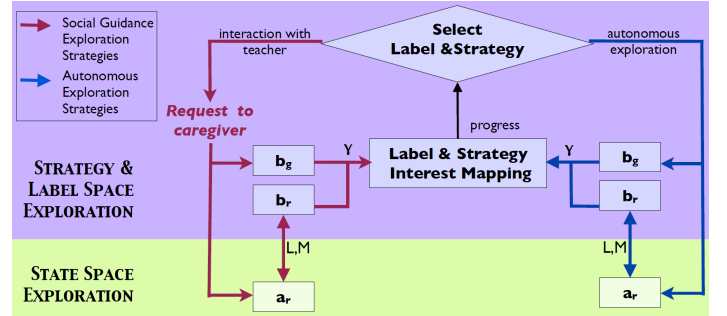 Social Guidance
Exploration
Strategies
Autonomous
Exploration
Strategies
interaction with
teacher
Select
Label &Strategy
autonomous
exploration
Request to
caregiver
progress
bg
γ
Label & Strategy
Interest Mapping
γ
bg
br
br
STRATEGY &
LABEL SPACE
EXPLORATION
L,M
L,M
STATE SPACE
EXPLORATION
ar
ar